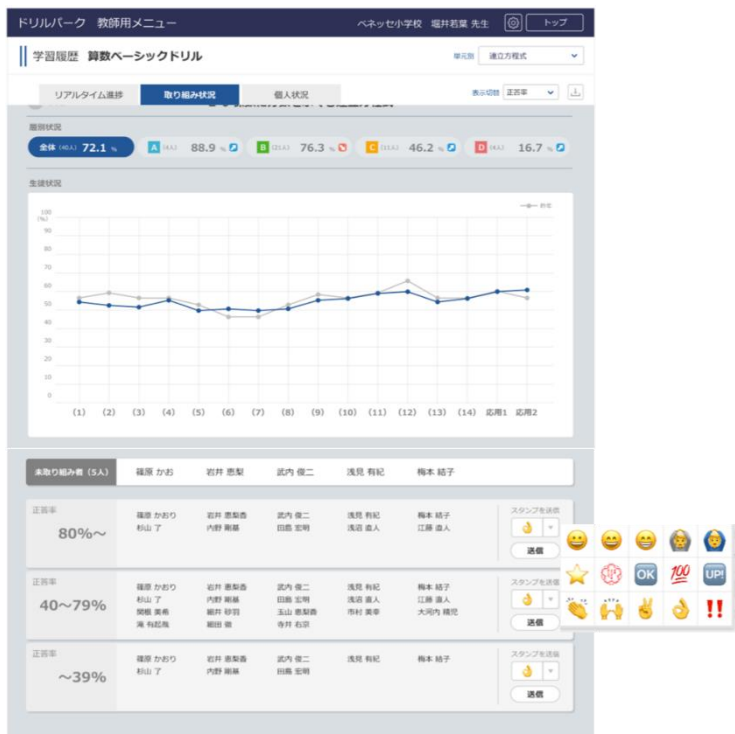 ドリルパーク 教師用メニュー
ベネッセ小学校 堀井若葉 先生
トップ
学習履歴 算数ベーシックドリル
単元別 連立方程式
リアルタイム進捗 取り組み状況 個人状況
表示切替 正答率
層別状況
全体 (40人) 72.1 %
A (4人) 88.9 %
B (21人) 76.3 %
C (11人) 46.2 %
D (4人) 16.7 %
生徒状況
昨年
100
(%)
90
80
70
60
50
40
30
20
10
0
(1) (2) (3) (4) (5) (6) (7) (8) (9) (10) (11) (12) (13) (14) 応用1 応用2
未取り組み者 (5人) 篠原 かお 岩井 恵梨 武内 俊二 浅見 有紀 梅本 結子
正答率
80%~
篠原 かおり 岩井 恵梨香 武内 俊二 浅見 有紀 梅本 結子
杉山 了 内野 剛基 田島 宏明 浅沼 直人 江藤 直人
スタンプを送信
送信
OK 100 UP!
正答率
40~79%
篠原 かおり 岩井 恵梨香 武内 俊二 浅見 有紀 梅本 結子
杉山 了 内野 剛基 田島 宏明 浅沼 直人 江藤 直人
関根 美希 細井 砂羽 玉山 恵梨香 市村 美幸 大河内 晴児
滝 有起哉 細田 徹 寺井 右京
スタンプを送信
送信
正答率
~39%
篠原 かおり 岩井 恵梨香 武内 俊二 浅見 有紀 梅本 結子
杉山 了 内野 剛基 田島 宏明
スタンプを送信
送信